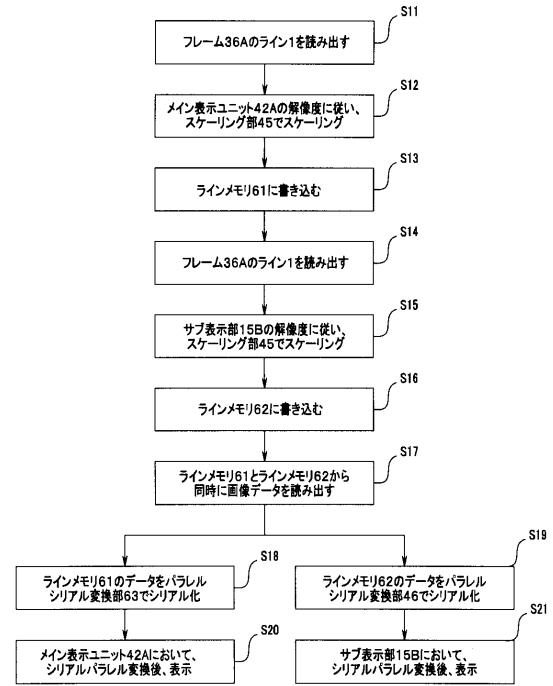 S11
フレーム36Aのライン1を読み出す
S12
メイン表示ユニット42Aの解像度に従い、
スケーリング部45でスケーリング
S13
ラインメモリ61に書き込む
S14
フレーム36Aのライン1を読み出す
S15
サブ表示部15Bの解像度に従い、
スケーリング部45でスケーリング
S16
ラインメモリ62に書き込む
S17
ラインメモリ61とラインメモリ62から
同時に画像データを読み出す
S18
ラインメモリ61のデータをパラレル
シリアル変換部63でシリアル化
S19
ラインメモリ62のデータをパラレル
シリアル変換部46でシリアル化
S20
メイン表示ユニット42Aにおいて、
シリアルパラレル変換後、表示
S21
サブ表示部15Bにおいて、
シリアルパラレル変換後、表示